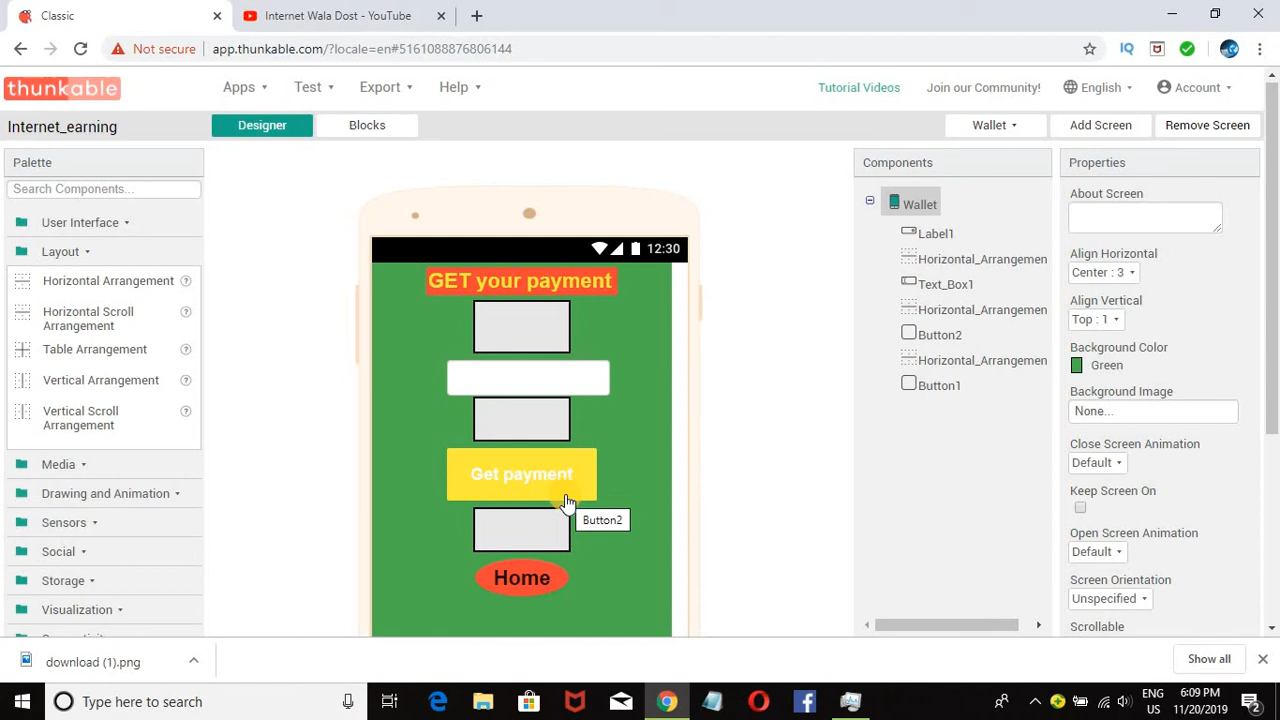 Classic
Internet Wala Dost - YouTube
Not secure
app.thunkable.com/?locale=en#5161088876806144
IQ
thunkable
Apps
Test
Export
Help
Tutorial Videos
Join our Community!
English
Account
Internet_earning
Designer
Blocks
Wallet
Add Screen
Remove Screen
Palette
Search Components...
User Interface
Layout
Horizontal Arrangement
Horizontal Scroll
Arrangement
Table Arrangement
Vertical Arrangement
Vertical Scroll
Arrangement
Media
Drawing and Animation
Sensors
Social
Storage
Visualization
12:30
GET your payment
Get payment
Button2
Home
Components
Wallet
Label1
Horizontal_Arrangemen
Text_Box1
Horizontal_Arrangemen
Button2
Horizontal_Arrangemen
Button1
Properties
About Screen
Align Horizontal
Center : 3
Align Vertical
Top : 1
Background Color
Green
Background Image
None...
Close Screen Animation
Default
Keep Screen On
Open Screen Animation
Default
Screen Orientation
Unspecified
Scrollable
download (1).png
Show all
Type here to search
ENG
US
6:09 PM
11/20/2019
2